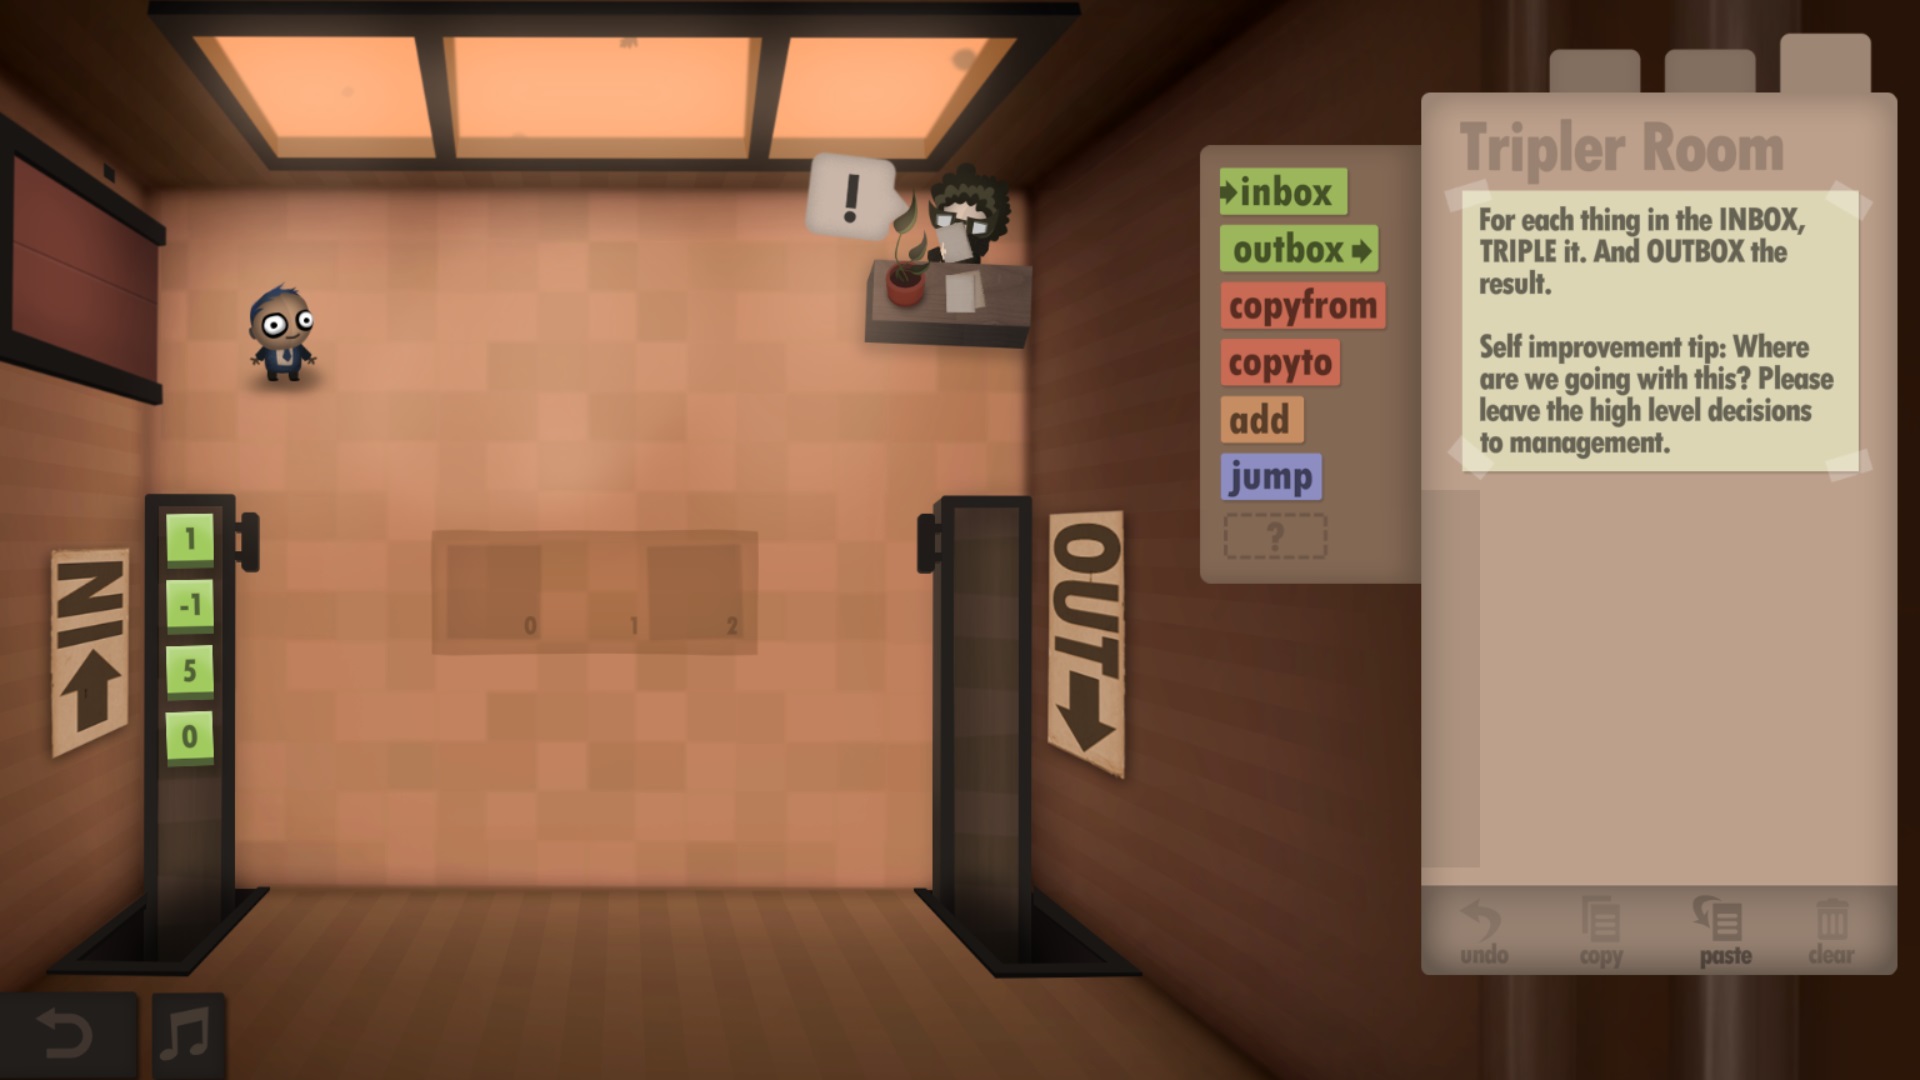 Tripler Room
For each thing in the INBOX,
TRIPLE it. And OUTBOX the
result.
Self improvement tip: Where
are we going with this? Please
leave the high level decisions
to management.
inbox
outbox
copyfrom
copyto
add
jump
?
!
IN
1
-1
5
0
0 1 2
OUT
undo copy paste clear